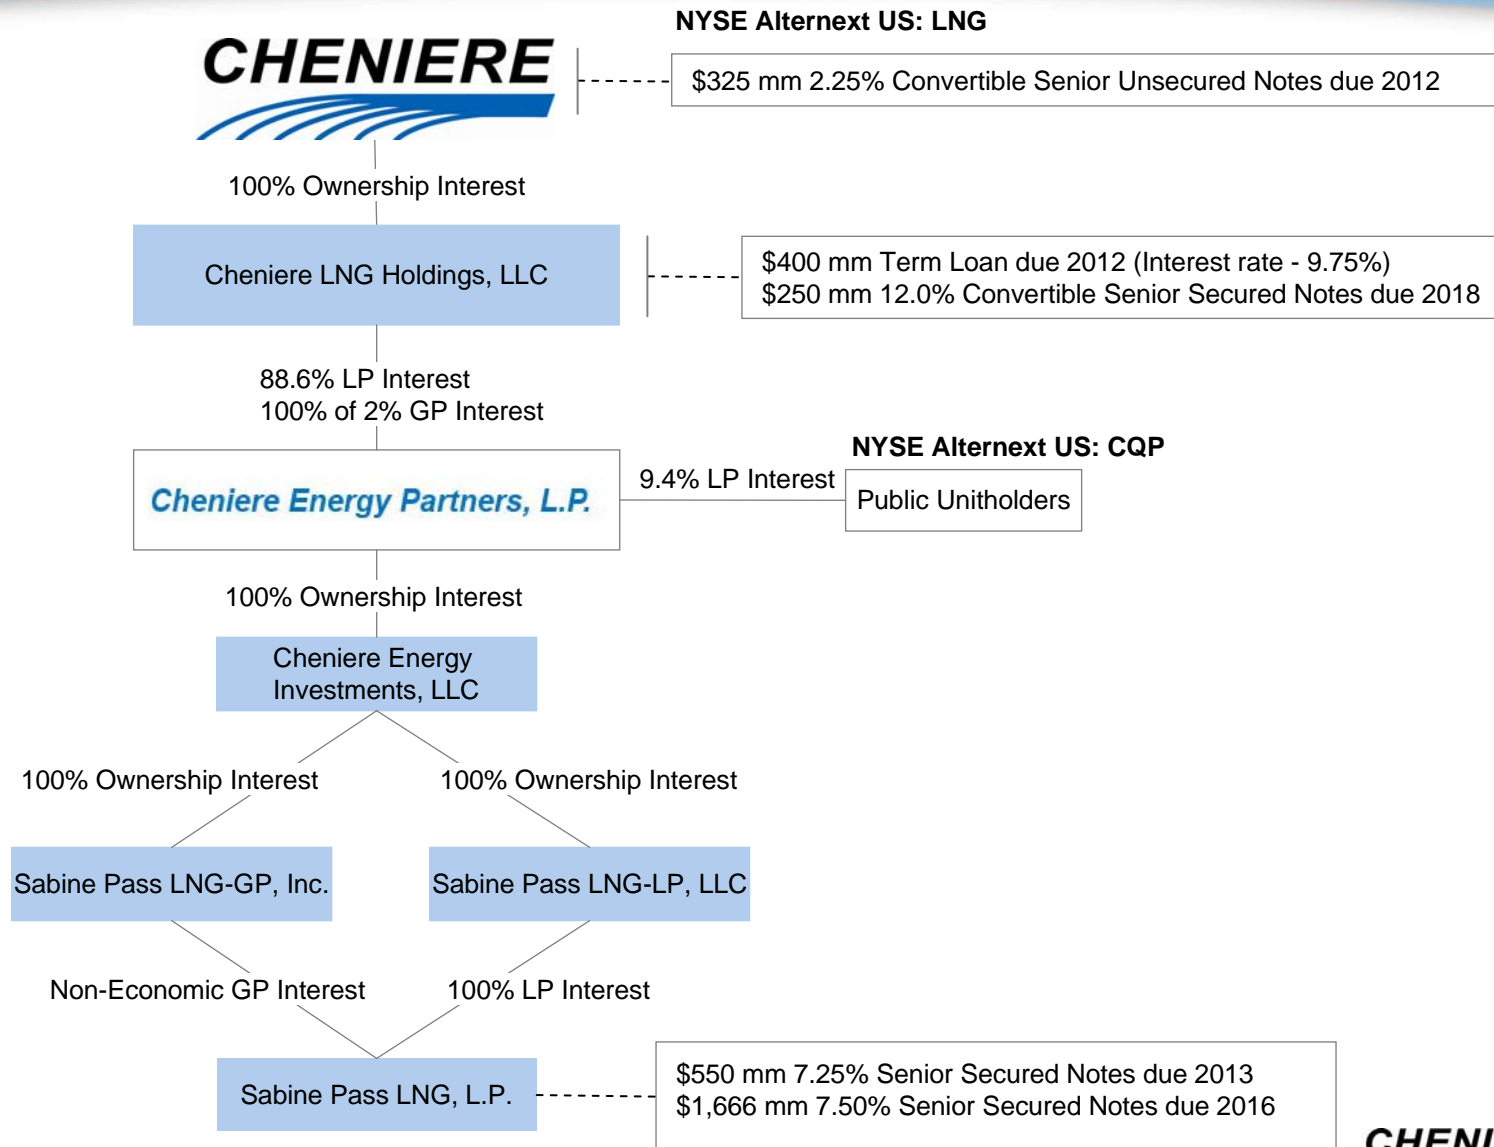 NYSE Alternext US: LNG
CHENIERE
$325 mm 2.25% Convertible Senior Unsecured Notes due 2012
100% Ownership Interest
Cheniere LNG Holdings, LLC
$400 mm Term Loan due 2012 (Interest rate - 9.75%)
$250 mm 12.0% Convertible Senior Secured Notes due 2018
88.6% LP Interest
100% of 2% GP Interest
NYSE Alternext US: CQP
Cheniere Energy Partners, L.P.
9.4% LP Interest
Public Unitholders
100% Ownership Interest
Cheniere Energy
Investments, LLC
100% Ownership Interest
100% Ownership Interest
Sabine Pass LNG-GP, Inc.
Sabine Pass LNG-LP, LLC
Non-Economic GP Interest
100% LP Interest
Sabine Pass LNG, L.P.
$550 mm 7.25% Senior Secured Notes due 2013
$1,666 mm 7.50% Senior Secured Notes due 2016
CHENI